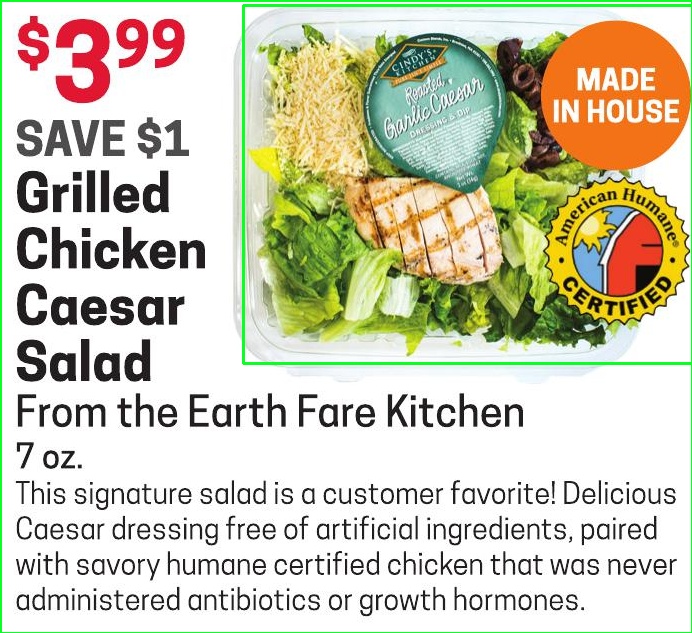 $3.99
SAVE $1
Grilled
Chicken
Caesar
Salad
From the Earth Fare Kitchen
7 oz.
This signature salad is a customer favorite! Delicious
Caesar dressing free of artificial ingredients, paired
with savory humane certified chicken that was never
administered antibiotics or growth hormones.
CINDY'S
KITCHEN
Roasted
Garlic Caesar
DRESSING & DIP
MADE
IN HOUSE
American Humane
CERTIFIED